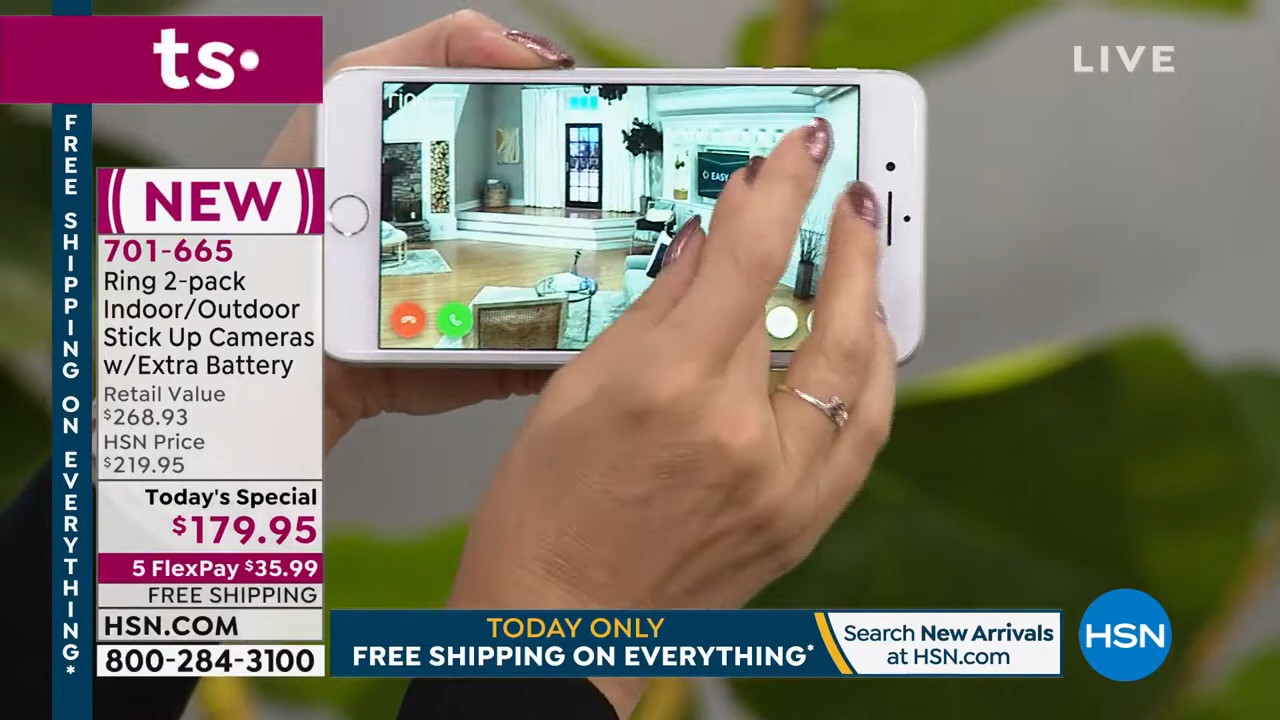 ts.
LIVE
FREE SHIPPING ON EVERYTHING*
NEW
701-665
Ring 2-pack
Indoor/Outdoor
Stick Up Cameras
w/Extra Battery
Retail Value
$268.93
HSN Price
$219.95
Today's Special
$179.95
5 FlexPay $35.99
FREE SHIPPING
HSN.COM
800-284-3100
ring
EASY
TODAY ONLY
FREE SHIPPING ON EVERYTHING*
Search New Arrivals
at HSN.com
HSN